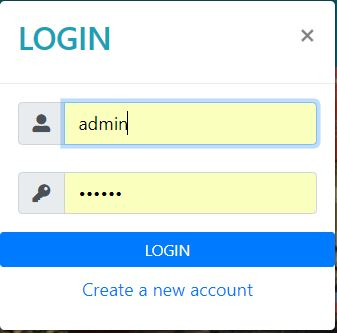 LOGIN ×
admin
••••••
LOGIN
Create a new account